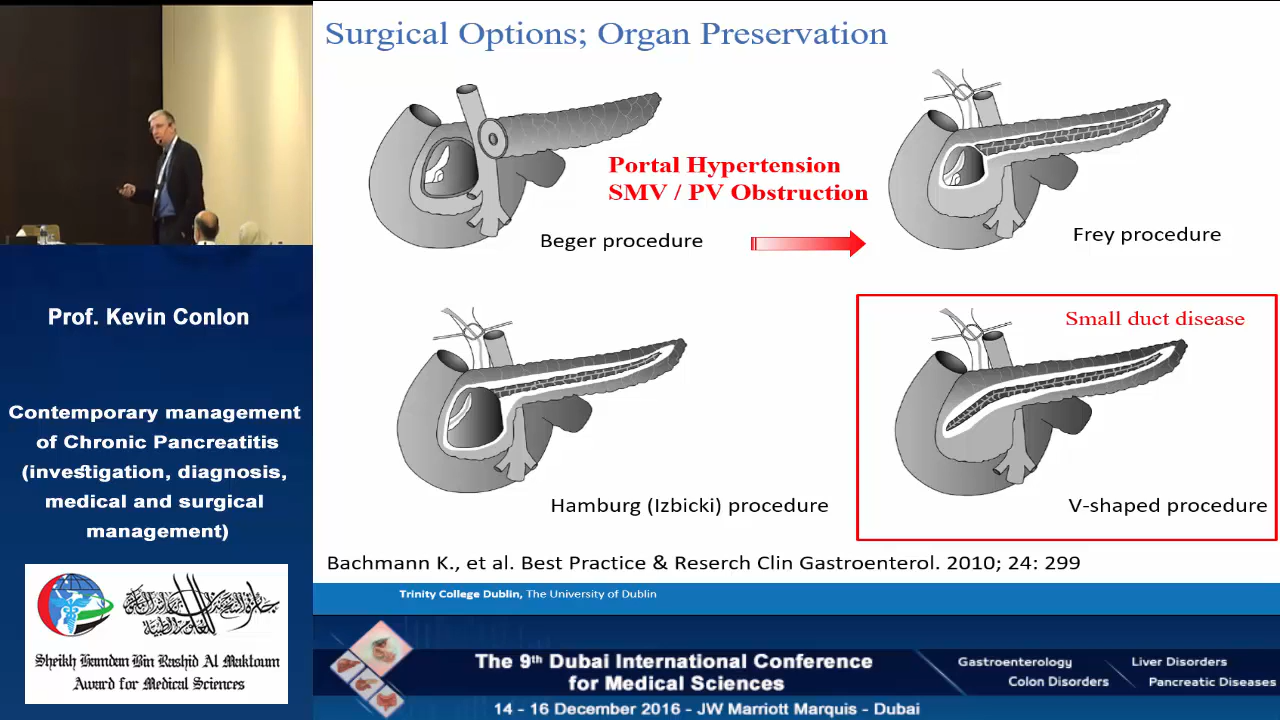 Surgical Options; Organ Preservation
Portal Hypertension
SMV / PV Obstruction
Beger procedure
Frey procedure
Small duct disease
Hamburg (Izbicki) procedure
V-shaped procedure
Bachmann K., et al. Best Practice & Reserch Clin Gastroenterol. 2010; 24: 299
Trinity College Dublin, The University of Dublin
Prof. Kevin Conlon
Contemporary management
of Chronic Pancreatitis
(investigation, diagnosis,
medical and surgical
management)
Sheikh Hamdan Bin Rashid Al Maktoum
Award for Medical Sciences
The 9th Dubai International Conference
for Medical Sciences
14 - 16 December 2016 - JW Marriott Marquis - Dubai
Gastroenterology
Liver Disorders
Colon Disorders
Pancreatic Diseases